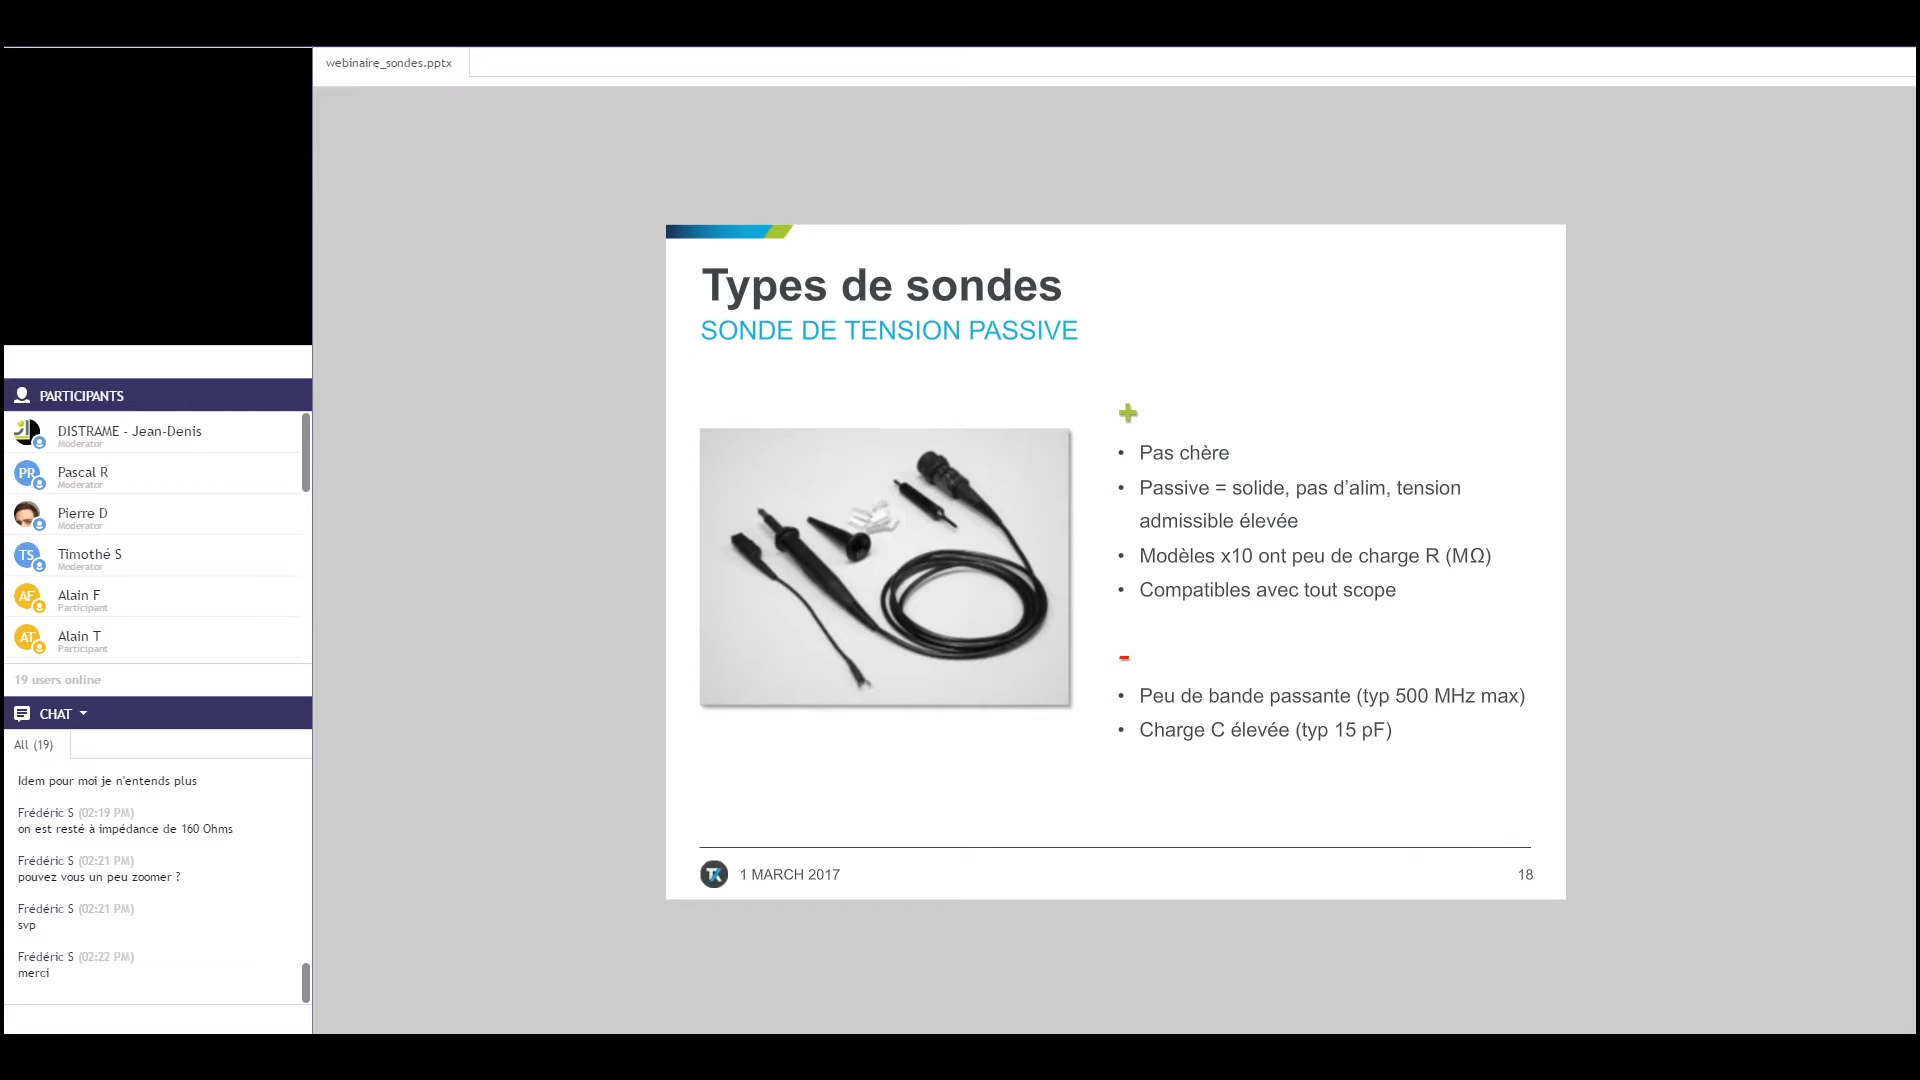 webinaire_sondes.pptx
PARTICIPANTS
DISTRAME - Jean-Denis
Moderator
PR
Pascal R
Moderator
Pierre D
Moderator
TS
Timothé S
Moderator
AF
Alain F
Participant
AT
Alain T
Participant
19 users online
CHAT
All (19)
Idem pour moi je n'entends plus
Frédéric S (02:19 PM)
on est resté à impédance de 160 Ohms
Frédéric S (02:21 PM)
pouvez vous un peu zoomer ?
Frédéric S (02:21 PM)
svp
Frédéric S (02:22 PM)
merci
Types de sondes
SONDE DE TENSION PASSIVE
+
• Pas chère
• Passive = solide, pas d’alim, tension
admissible élevée
• Modèles x10 ont peu de charge R (MΩ)
• Compatibles avec tout scope
-
• Peu de bande passante (typ 500 MHz max)
• Charge C élevée (typ 15 pF)
TK
1 MARCH 2017
18